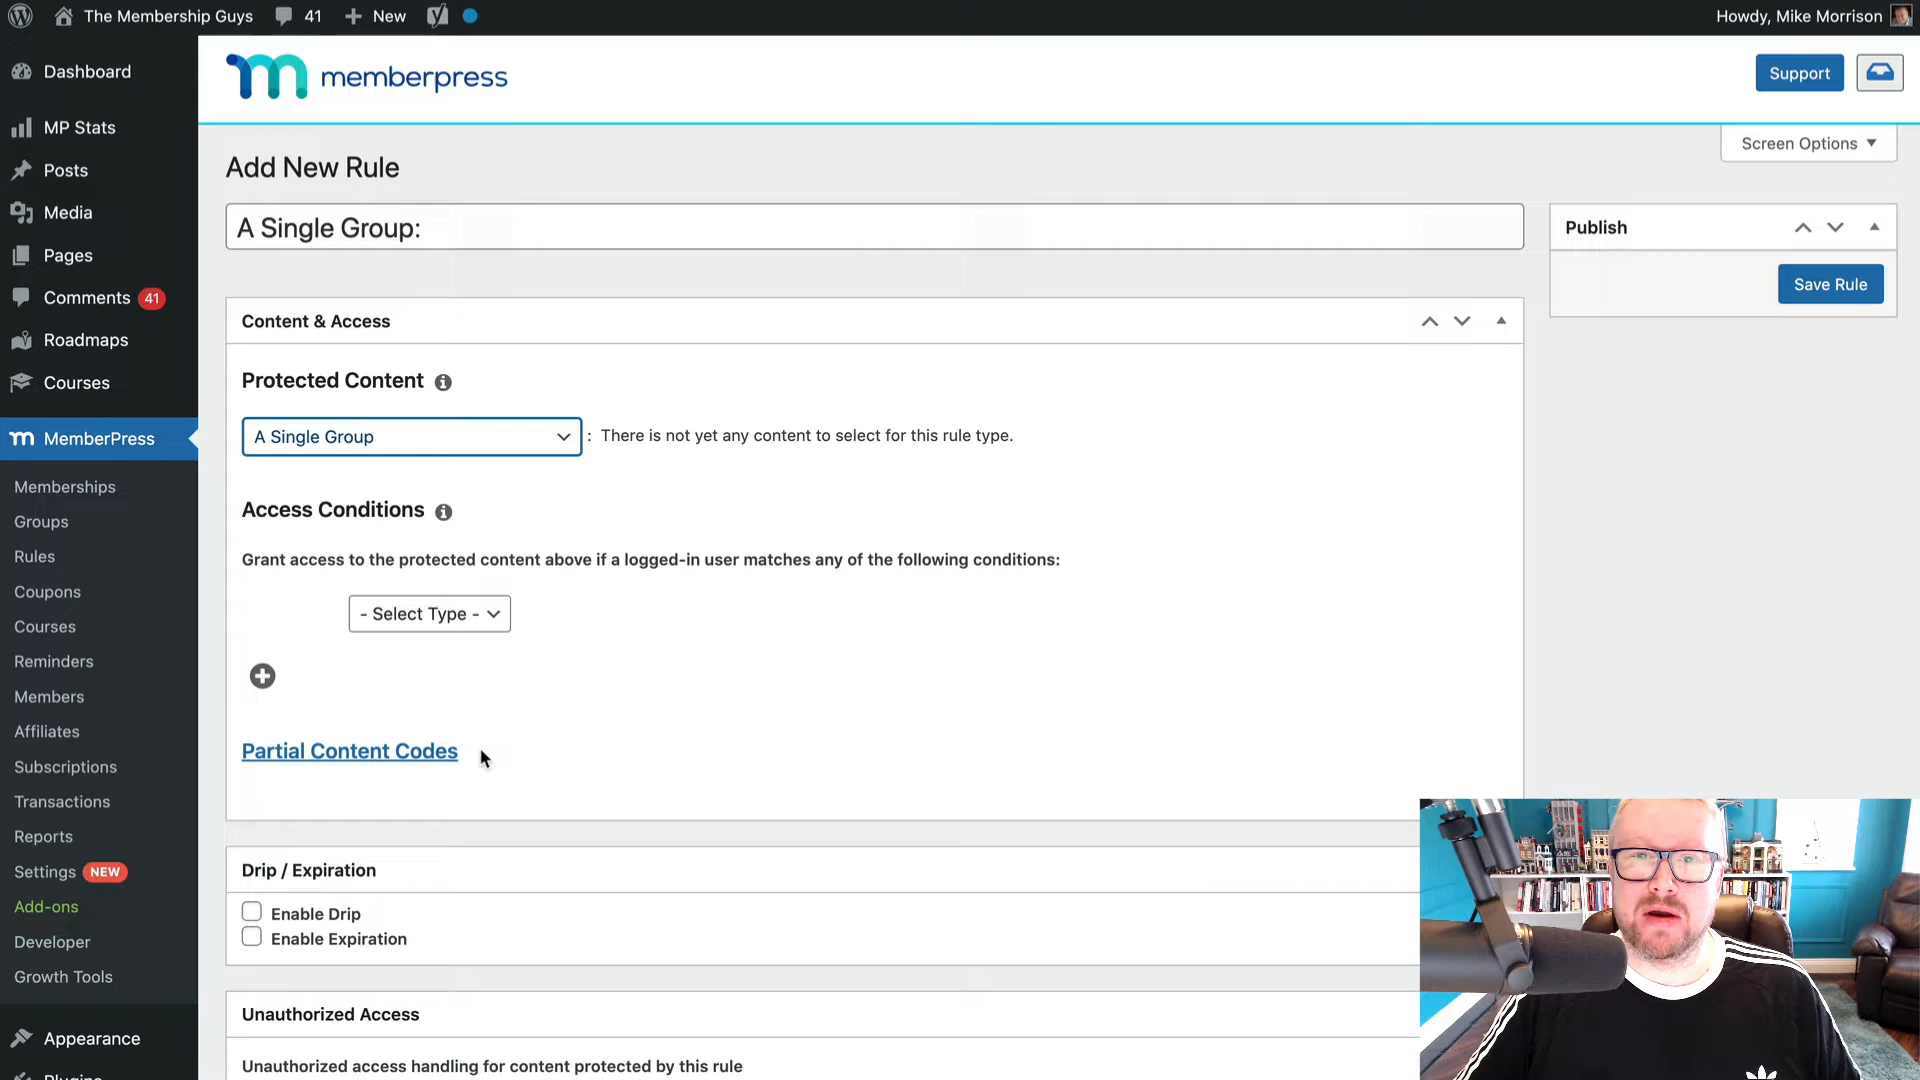 The Membership Guys
41
New
Howdy, Mike Morrison
Dashboard
MP Stats
Posts
Media
Pages
Comments 41
Roadmaps
Courses
MemberPress
Memberships
Groups
Rules
Coupons
Courses
Reminders
Members
Affiliates
Subscriptions
Transactions
Reports
Settings NEW
Add-ons
Developer
Growth Tools
Appearance
Plugins
memberpress
Support
Screen Options
Add New Rule
A Single Group:
Publish
Save Rule
Content & Access
Protected Content
A Single Group
: There is not yet any content to select for this rule type.
Access Conditions
Grant access to the protected content above if a logged-in user matches any of the following conditions:
- Select Type -
Partial Content Codes
Drip / Expiration
Enable Drip
Enable Expiration
Unauthorized Access
Unauthorized access handling for content protected by this rule